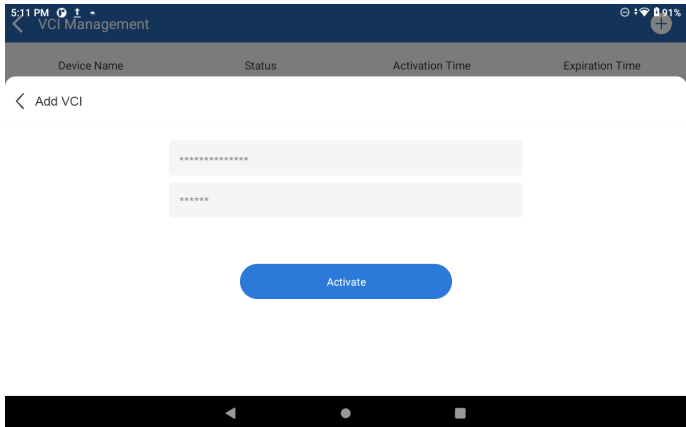 5:11 PM 91%
VCI Management
Device Name Status Activation Time Expiration Time
Add VCI
**************
******
Activate